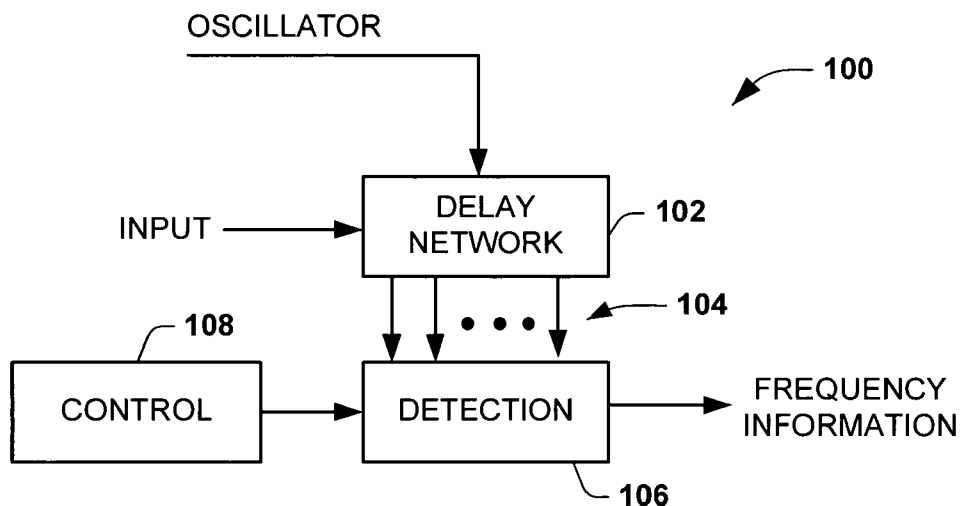 OSCILLATOR
100
DELAY
NETWORK
102
INPUT
104
108
CONTROL
DETECTION
FREQUENCY
INFORMATION
106